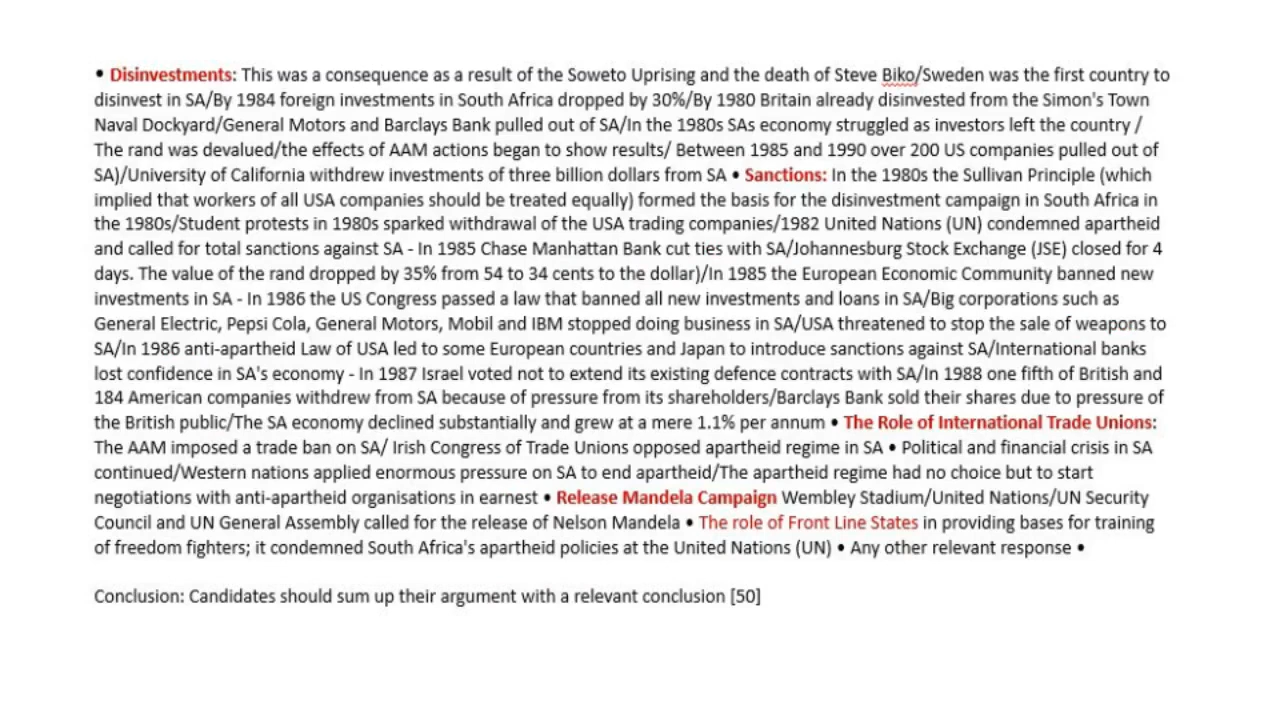 • Disinvestments: This was a consequence as a result of the Soweto Uprising and the death of Steve Biko/Sweden was the first country to
disinvest in SA/By 1984 foreign investments in South Africa dropped by 30%/By 1980 Britain already disinvested from the Simon's Town
Naval Dockyard/General Motors and Barclays Bank pulled out of SA/In the 1980s SAs economy struggled as investors left the country /
The rand was devalued/the effects of AAM actions began to show results/ Between 1985 and 1990 over 200 US companies pulled out of
SA)/University of California withdrew investments of three billion dollars from SA • Sanctions: In the 1980s the Sullivan Principle (which
implied that workers of all USA companies should be treated equally) formed the basis for the disinvestment campaign in South Africa in
the 1980s/Student protests in 1980s sparked withdrawal of the USA trading companies/1982 United Nations (UN) condemned apartheid
and called for total sanctions against SA - In 1985 Chase Manhattan Bank cut ties with SA/Johannesburg Stock Exchange (JSE) closed for 4
days. The value of the rand dropped by 35% from 54 to 34 cents to the dollar)/In 1985 the European Economic Community banned new
investments in SA - In 1986 the US Congress passed a law that banned all new investments and loans in SA/Big corporations such as
General Electric, Pepsi Cola, General Motors, Mobil and IBM stopped doing business in SA/USA threatened to stop the sale of weapons to
SA/In 1986 anti-apartheid Law of USA led to some European countries and Japan to introduce sanctions against SA/International banks
lost confidence in SA's economy - In 1987 Israel voted not to extend its existing defence contracts with SA/In 1988 one fifth of British and
184 American companies withdrew from SA because of pressure from its shareholders/Barclays Bank sold their shares due to pressure of
the British public/The SA economy declined substantially and grew at a mere 1.1% per annum • The Role of International Trade Unions:
The AAM imposed a trade ban on SA/ Irish Congress of Trade Unions opposed apartheid regime in SA • Political and financial crisis in SA
continued/Western nations applied enormous pressure on SA to end apartheid/The apartheid regime had no choice but to start
negotiations with anti-apartheid organisations in earnest • Release Mandela Campaign Wembley Stadium/United Nations/UN Security
Council and UN General Assembly called for the release of Nelson Mandela • The role of Front Line States in providing bases for training
of freedom fighters; it condemned South Africa's apartheid policies at the United Nations (UN) • Any other relevant response •
Conclusion: Candidates should sum up their argument with a relevant conclusion [50]